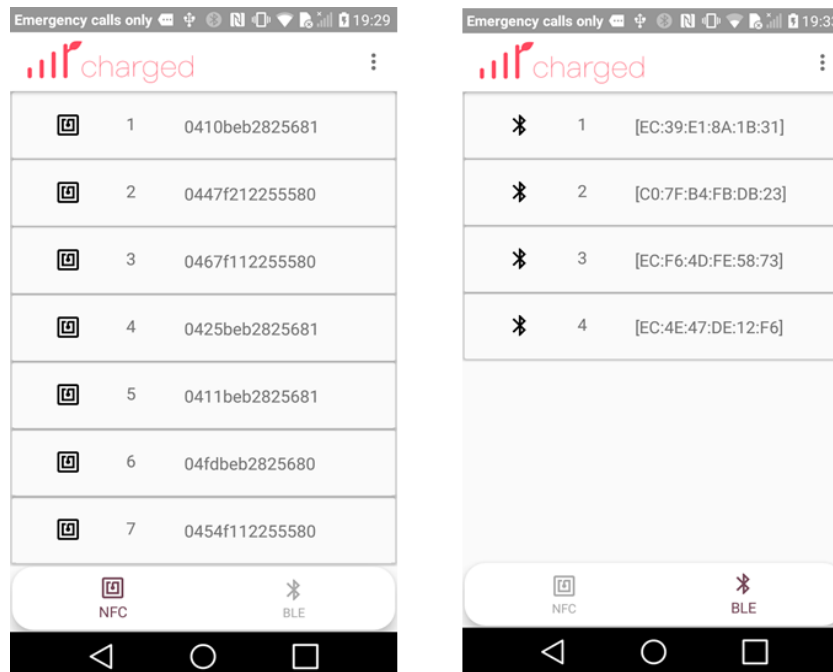 Emergency calls only 19:29
charged
1 0410beb2825681
2 0447f212255580
3 0467f112255580
4 0425beb2825681
5 0411beb2825681
6 04fdbeb2825680
7 0454f112255580
NFC BLE
Emergency calls only
charged
1 [EC:39:E1:8A:1B:31]
2 [C0:7F:B4:FB:DB:23]
3 [EC:F6:4D:FE:58:73]
4 [EC:4E:47:DE:12:F6]
NFC BLE